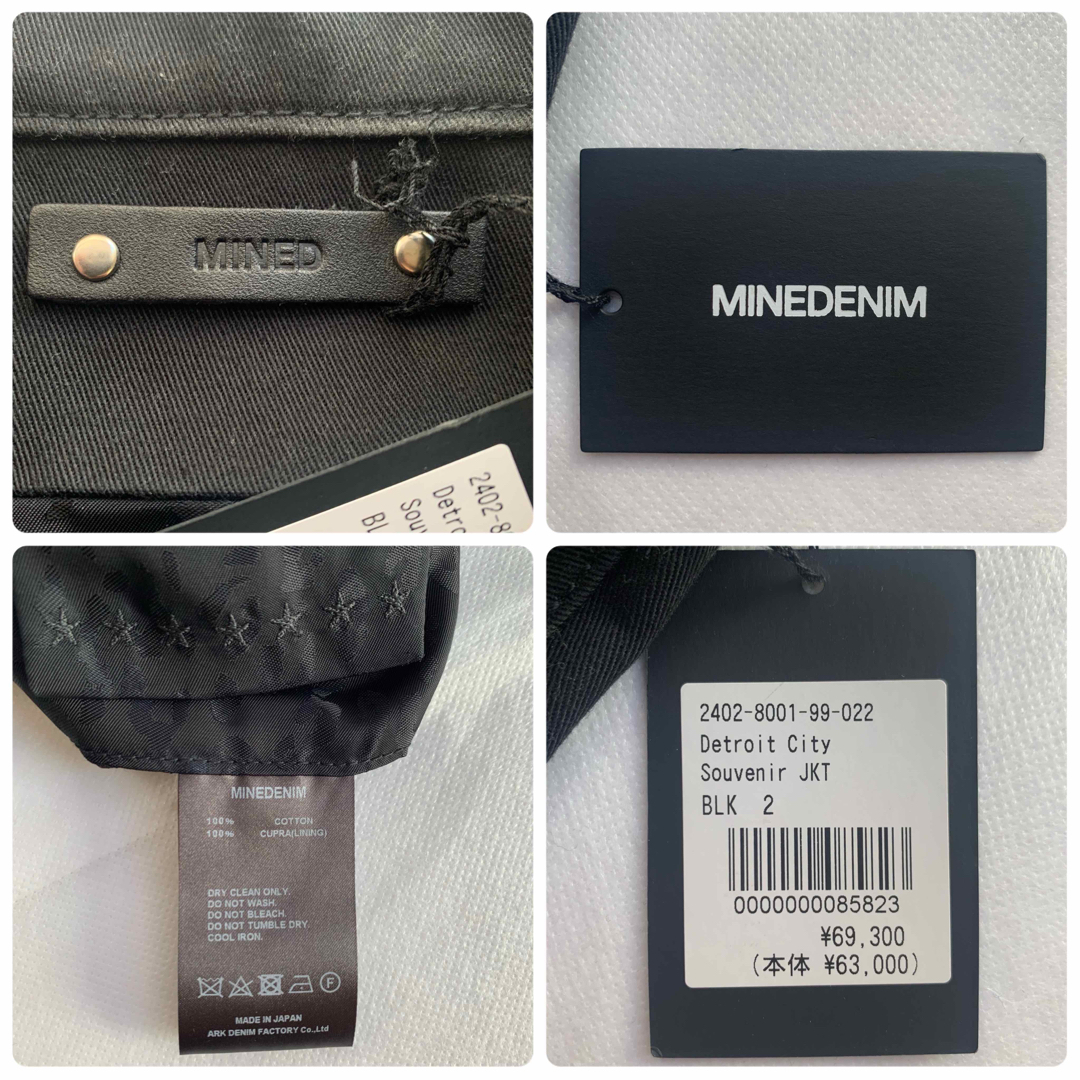 MINED
2402-8
Detro
Sou
BL
MINEDENIM
MINEDENIM
100% COTTON
100% CUPRA(LINING)
DRY CLEAN ONLY.
DO NOT WASH.
DO NOT BLEACH.
DO NOT TUMBLE DRY.
COOL IRON.
F
MADE IN JAPAN
ARK DENIM FACTORY Co.,Ltd
2402-8001-99-022
Detroit City
Souvenir JKT
BLK 2
0000000085823
¥69,300
(本体 ¥63,000)